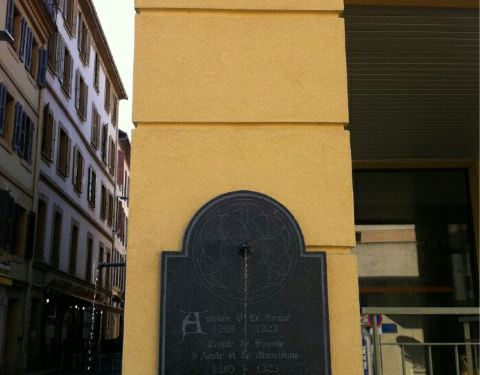 Amédée V Le Grand
1249 † 1323
Comte de Savoie
d'Aoste et de Maurienne
1285 † 1323